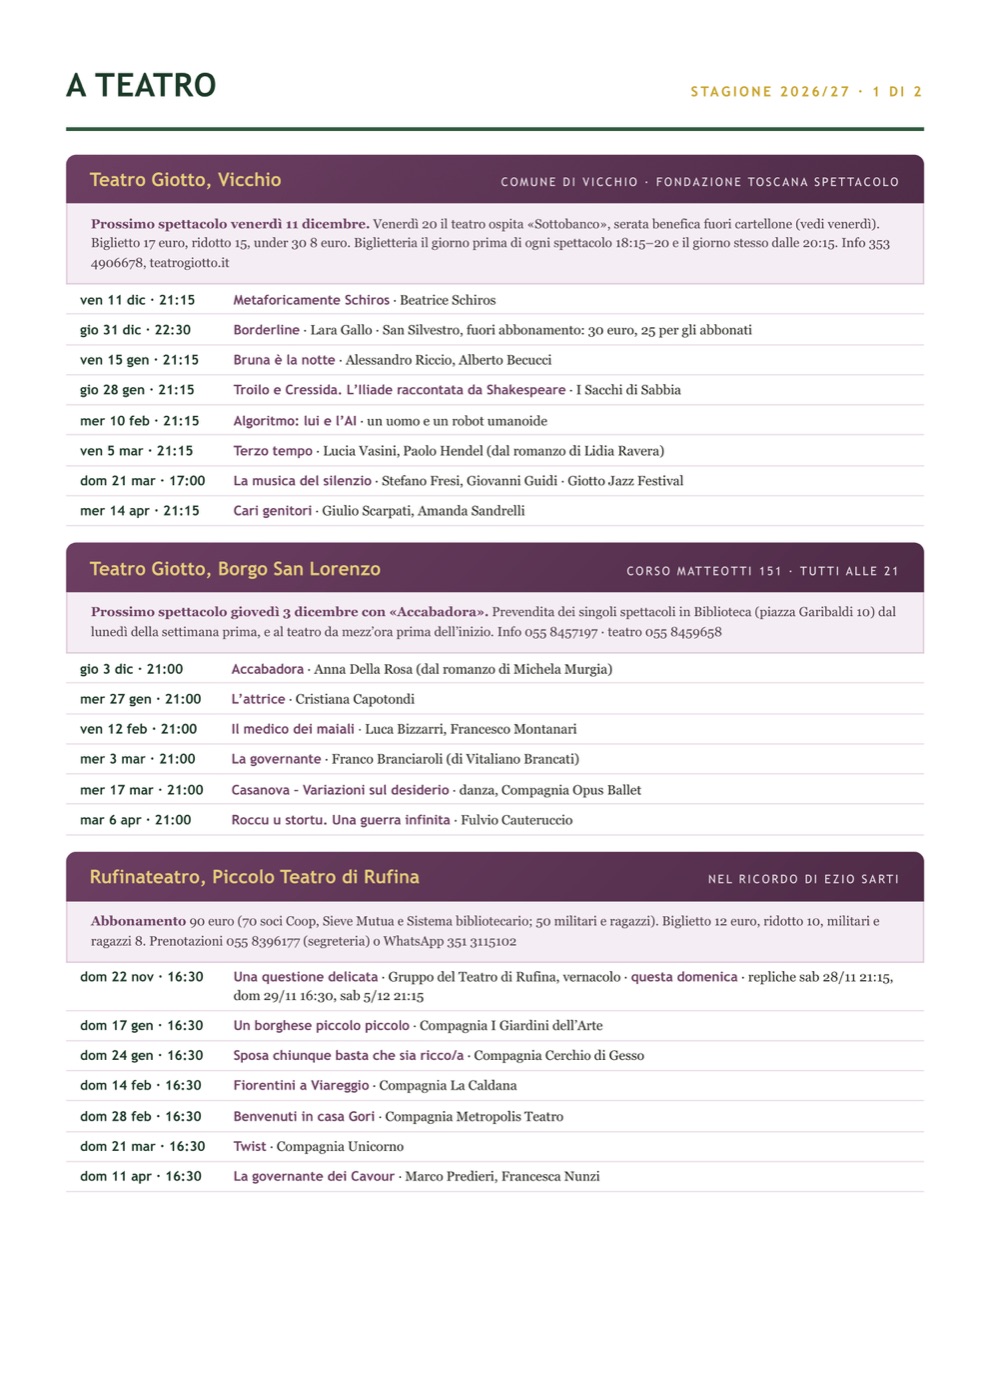 A TEATRO
STAGIONE 2026/27 · 1 DI 2
Teatro Giotto, Vicchio
COMUNE DI VICCHIO · FONDAZIONE TOSCANA SPETTACOLO
Prossimo spettacolo venerdì 11 dicembre. Venerdì 20 il teatro ospita «Sottobanco», serata benefica fuori cartellone (vedi venerdì).
Biglietto 17 euro, ridotto 15, under 30 8 euro. Biglietteria il giorno prima di ogni spettacolo 18:15–20 e il giorno stesso dalle 20:15. Info 353
4906678, teatrogiotto.it
ven 11 dic · 21:15 Metaforicamente Schiros · Beatrice Schiros
gio 31 dic · 22:30 Borderline · Lara Gallo · San Silvestro, fuori abbonamento: 30 euro, 25 per gli abbonati
ven 15 gen · 21:15 Bruna è la notte · Alessandro Riccio, Alberto Becucci
gio 28 gen · 21:15 Troilo e Cressida. L’Iliade raccontata da Shakespeare · I Sacchi di Sabbia
mer 10 feb · 21:15 Algoritmo: lui e l’AI · un uomo e un robot umanoide
ven 5 mar · 21:15 Terzo tempo · Lucia Vasini, Paolo Hendel (dal romanzo di Lidia Ravera)
dom 21 mar · 17:00 La musica del silenzio · Stefano Fresi, Giovanni Guidi · Giotto Jazz Festival
mer 14 apr · 21:15 Cari genitori · Giulio Scarpati, Amanda Sandrelli
Teatro Giotto, Borgo San Lorenzo
CORSO MATTEOTTI 151 · TUTTI ALLE 21
Prossimo spettacolo giovedì 3 dicembre con «Accabadora». Prevendita dei singoli spettacoli in Biblioteca (piazza Garibaldi 10) dal
lunedì della settimana prima, e al teatro da mezz’ora prima dell’inizio. Info 055 8457197 · teatro 055 8459658
gio 3 dic · 21:00 Accabadora · Anna Della Rosa (dal romanzo di Michela Murgia)
mer 27 gen · 21:00 L’attrice · Cristiana Capotondi
ven 12 feb · 21:00 Il medico dei maiali · Luca Bizzarri, Francesco Montanari
mer 3 mar · 21:00 La governante · Franco Branciaroli (di Vitaliano Brancati)
mer 17 mar · 21:00 Casanova – Variazioni sul desiderio · danza, Compagnia Opus Ballet
mar 6 apr · 21:00 Roccu u stortu. Una guerra infinita · Fulvio Cauteruccio
Rufinateatro, Piccolo Teatro di Rufina
NEL RICORDO DI EZIO SARTI
Abbonamento 90 euro (70 soci Coop, Sieve Mutua e Sistema bibliotecario; 50 militari e ragazzi). Biglietto 12 euro, ridotto 10, militari e
ragazzi 8. Prenotazioni 055 8396177 (segreteria) o WhatsApp 351 3115102
dom 22 nov · 16:30 Una questione delicata · Gruppo del Teatro di Rufina, vernacolo · questa domenica · repliche sab 28/11 21:15,
dom 29/11 16:30, sab 5/12 21:15
dom 17 gen · 16:30 Un borghese piccolo piccolo · Compagnia I Giardini dell’Arte
dom 24 gen · 16:30 Sposa chiunque basta che sia ricco/a · Compagnia Cerchio di Gesso
dom 14 feb · 16:30 Fiorentini a Viareggio · Compagnia La Caldana
dom 28 feb · 16:30 Benvenuti in casa Gori · Compagnia Metropolis Teatro
dom 21 mar · 16:30 Twist · Compagnia Unicorno
dom 11 apr · 16:30 La governante dei Cavour · Marco Predieri, Francesca Nunzi